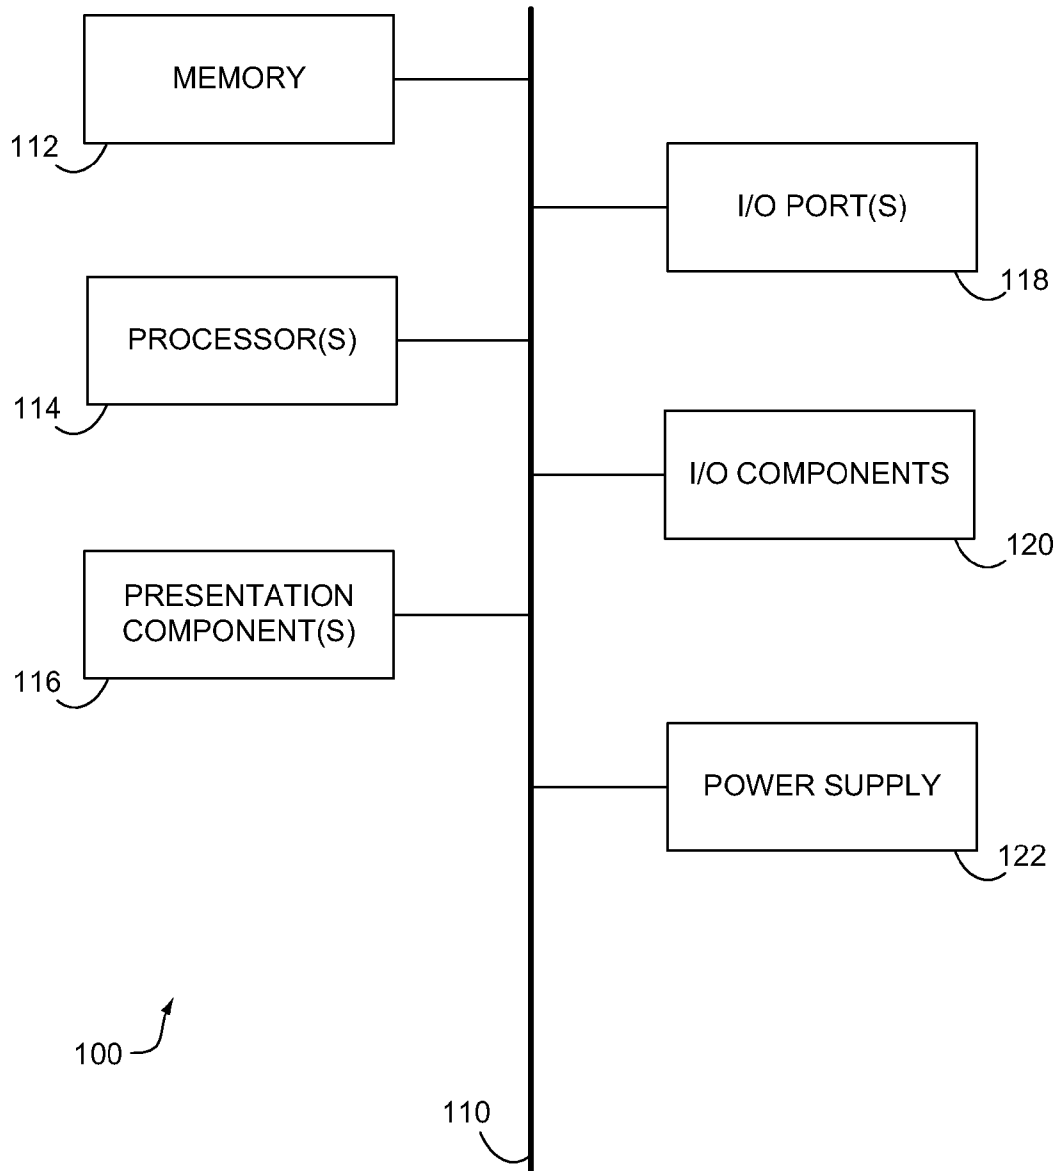 MEMORY
112
I/O PORT(S)
118
PROCESSOR(S)
114
I/O COMPONENTS
120
PRESENTATION
COMPONENT(S)
116
POWER SUPPLY
122
100
110